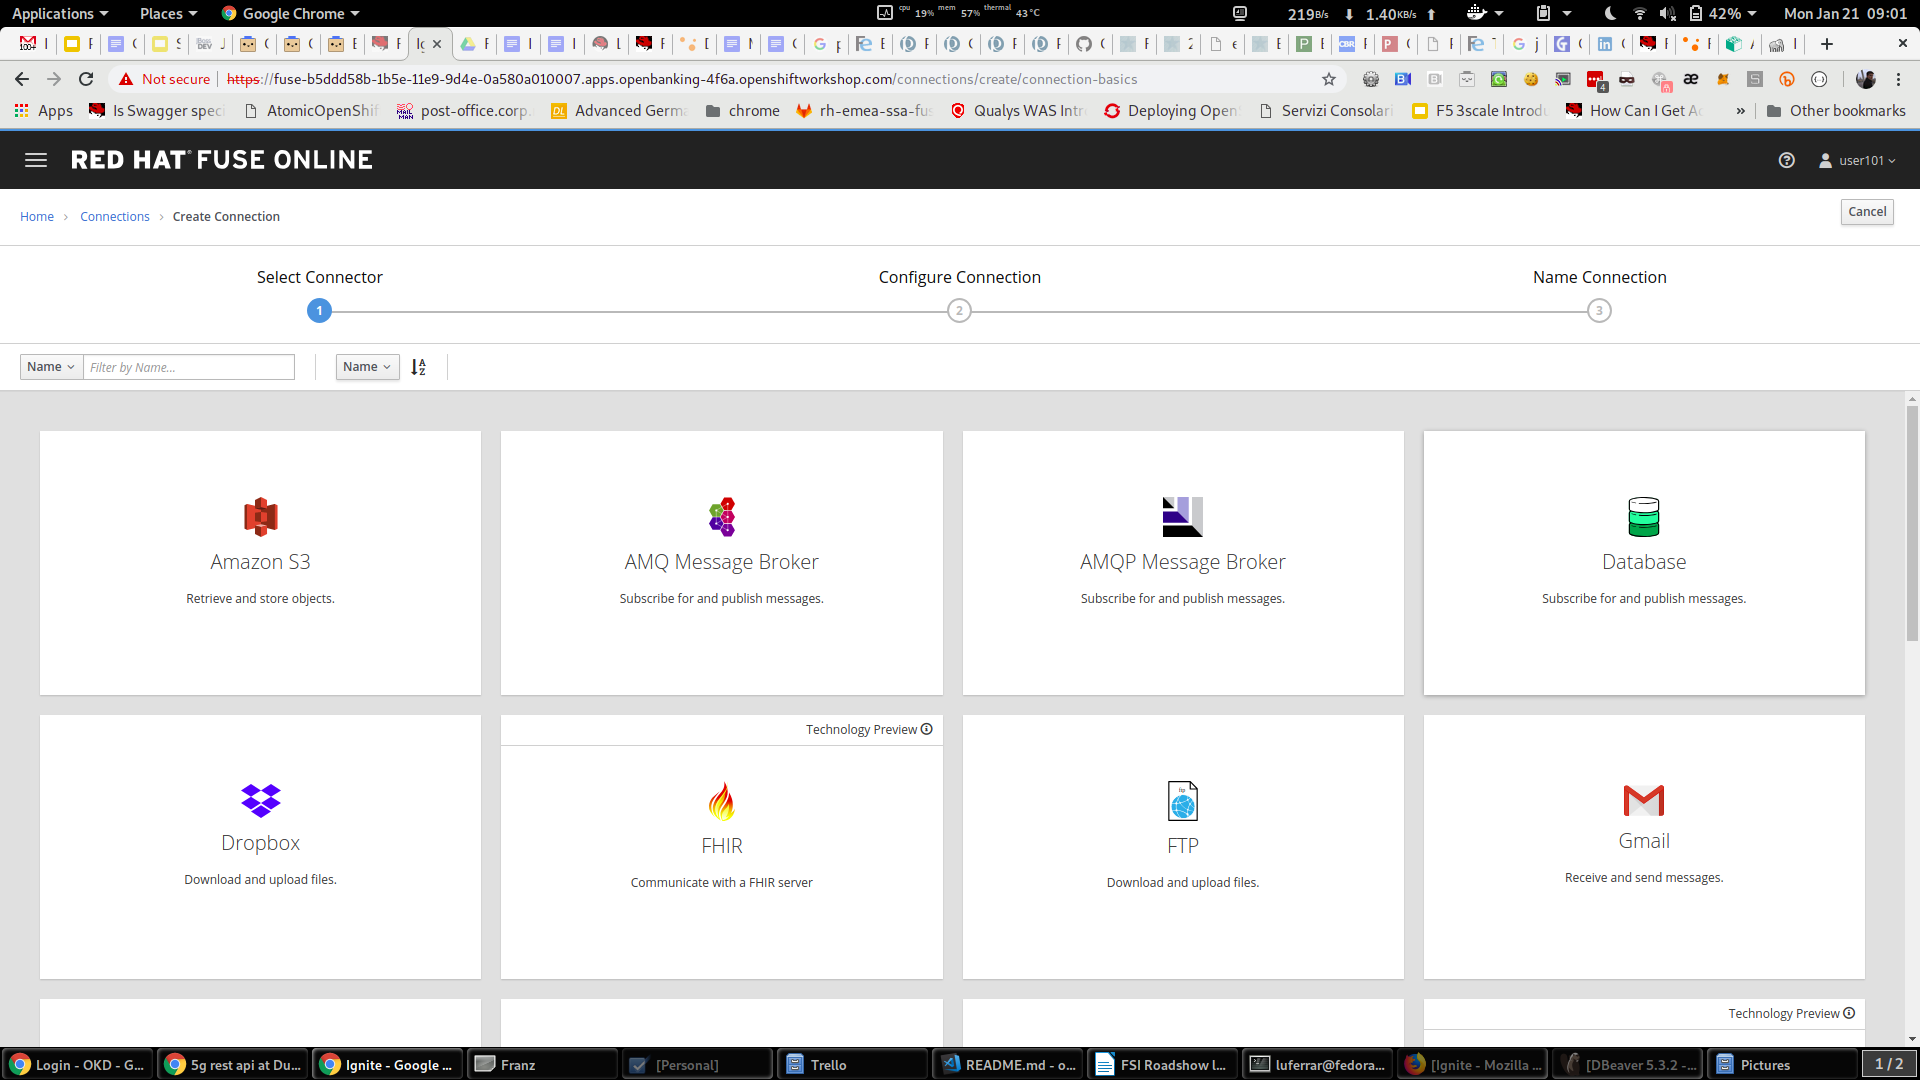 Applications Places Google Chrome cpu 19% mem 57% thermal 43°C 219B/s 1.40KB/s 42% Mon Jan 21 09:01
Not secure https://fuse-b5ddd58b-1b5e-11e9-9d4e-0a580a010007.apps.openbanking-4f6a.openshiftworkshop.com/connections/create/connection-basics
Apps Is Swagger spec AtomicOpenShif post-office.corp. Advanced Germa chrome rh-emea-ssa-fus Qualys WAS Intr Deploying Open Servizi Consolari F5 3scale Introdu How Can I Get Ac » Other bookmarks
RED HAT FUSE ONLINE user101
Home › Connections › Create Connection Cancel
Select Connector Configure Connection Name Connection
1 2 3
Name Filter by Name... Name
Amazon S3 AMQ Message Broker AMQP Message Broker Database
Retrieve and store objects. Subscribe for and publish messages. Subscribe for and publish messages. Subscribe for and publish messages.
Technology Preview
Dropbox FHIR FTP Gmail
Download and upload files. Communicate with a FHIR server Download and upload files. Receive and send messages.
Technology Preview
Login - OKD - G... 5g rest api at Du... Ignite - Google ... Franz [Personal] Trello README.md - o... FSI Roadshow l... luferrar@fedora... [Ignite - Mozilla ... [DBeaver 5.3.2 -... Pictures 1 / 2